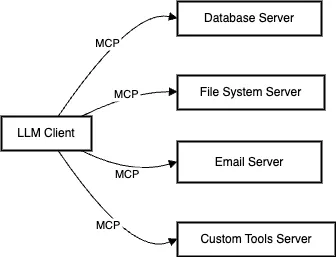 Database Server
MCP
File System Server
MCP
LLM Client
Email Server
MCP
MCP
Custom Tools Server